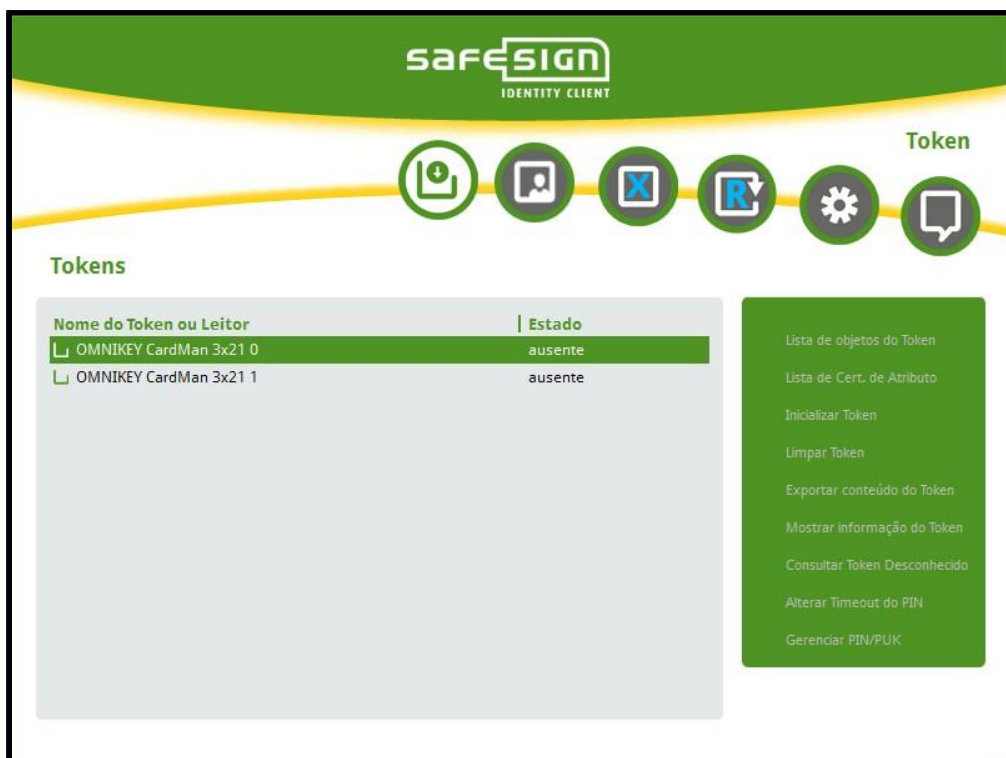 safesign
IDENTITY CLIENT
Token
X
R
Tokens
Nome do Token ou Leitor Estado
OMNIKEY CardMan 3x21 0 ausente
OMNIKEY CardMan 3x21 1 ausente
Lista de objetos do Token
Lista de Cert. de Atributo
Inicializar Token
Limpar Token
Exportar conteúdo do Token
Mostrar informação do Token
Consultar Token Desconhecido
Alterar Timeout do PIN
Gerenciar PIN/PUK